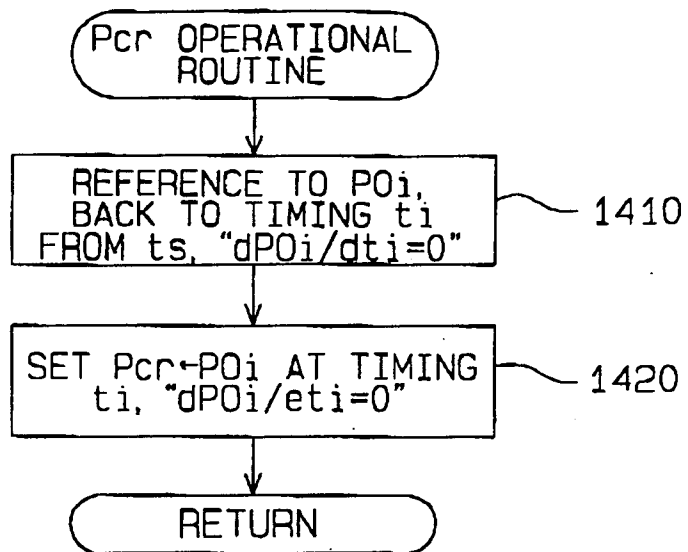 Pcr OPERATIONAL
ROUTINE
REFERENCE TO POi,
BACK TO TIMING ti
FROM ts, "dPOi/dti=0"
1410
SET Pcr←POi AT TIMING
ti, "dPOi/eti=0"
1420
RETURN